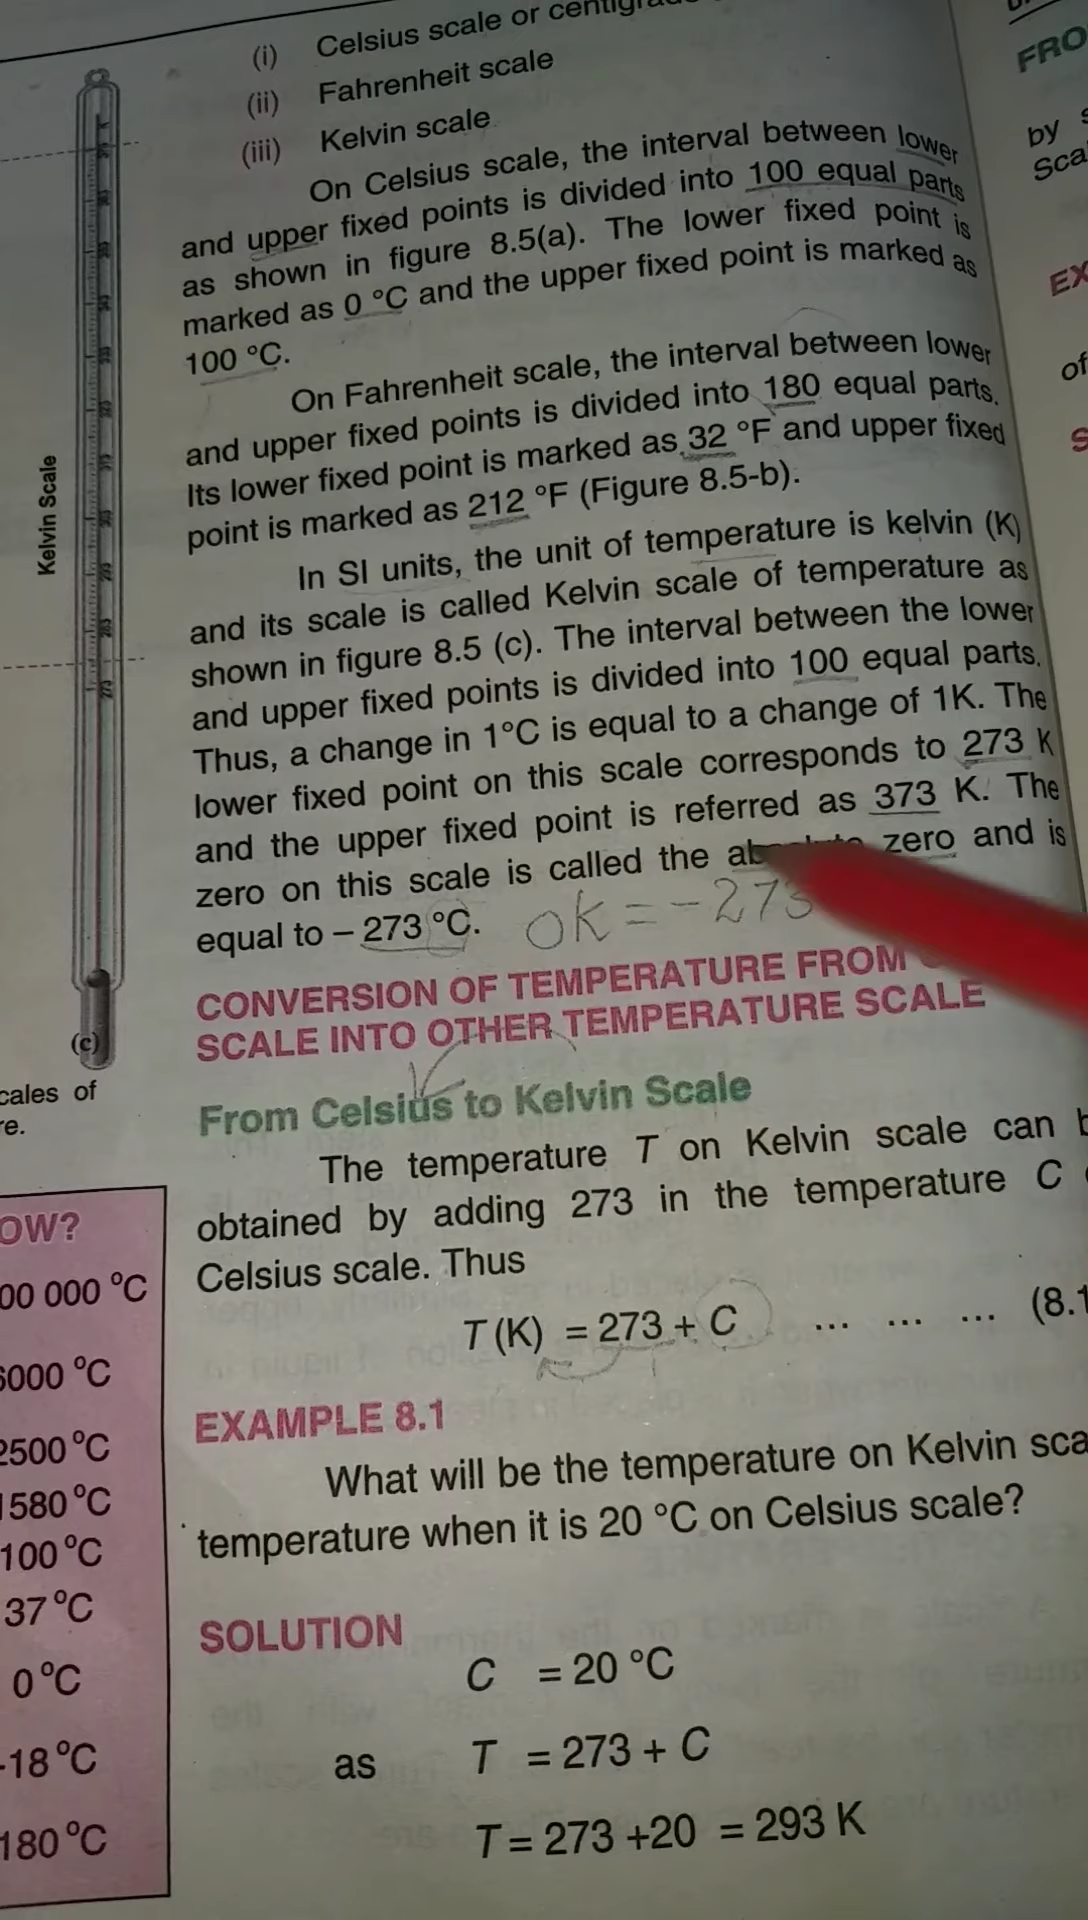 (i) Celsius scale or
(ii) Fahrenheit scale
(iii) Kelvin scale
On Celsius scale, the interval between lower
and upper fixed points is divided into 100 equal parts
as shown in figure 8.5(a). The lower fixed point is
marked as 0 °C and the upper fixed point is marked as
100 °C.
On Fahrenheit scale, the interval between lower
and upper fixed points is divided into 180 equal parts.
Its lower fixed point is marked as 32 °F and upper fixed
point is marked as 212 °F (Figure 8.5-b).
In SI units, the unit of temperature is kelvin (K)
and its scale is called Kelvin scale of temperature as
shown in figure 8.5 (c). The interval between the lower
and upper fixed points is divided into 100 equal parts.
Thus, a change in 1°C is equal to a change of 1K. The
lower fixed point on this scale corresponds to 273 K
and the upper fixed point is referred as 373 K. The
zero on this scale is called the zero and is
equal to – 273 °C. 0K = -273
CONVERSION OF TEMPERATURE FROM
SCALE INTO OTHER TEMPERATURE SCALE
From Celsius to Kelvin Scale
The temperature T on Kelvin scale can
obtained by adding 273 in the temperature C
Celsius scale. Thus
T(K) = 273 + C ... ... ... (8.1
EXAMPLE 8.1
What will be the temperature on Kelvin sca
temperature when it is 20 °C on Celsius scale?
SOLUTION
C = 20 °C
as T = 273 + C
T = 273 +20 = 293 K
Kelvin Scale
(c)
cales of
re.
OW?
00 000 °C
6000 °C
2500 °C
1580 °C
100 °C
37 °C
0 °C
-18 °C
180 °C
FRO
by
Sca
EX
of
S